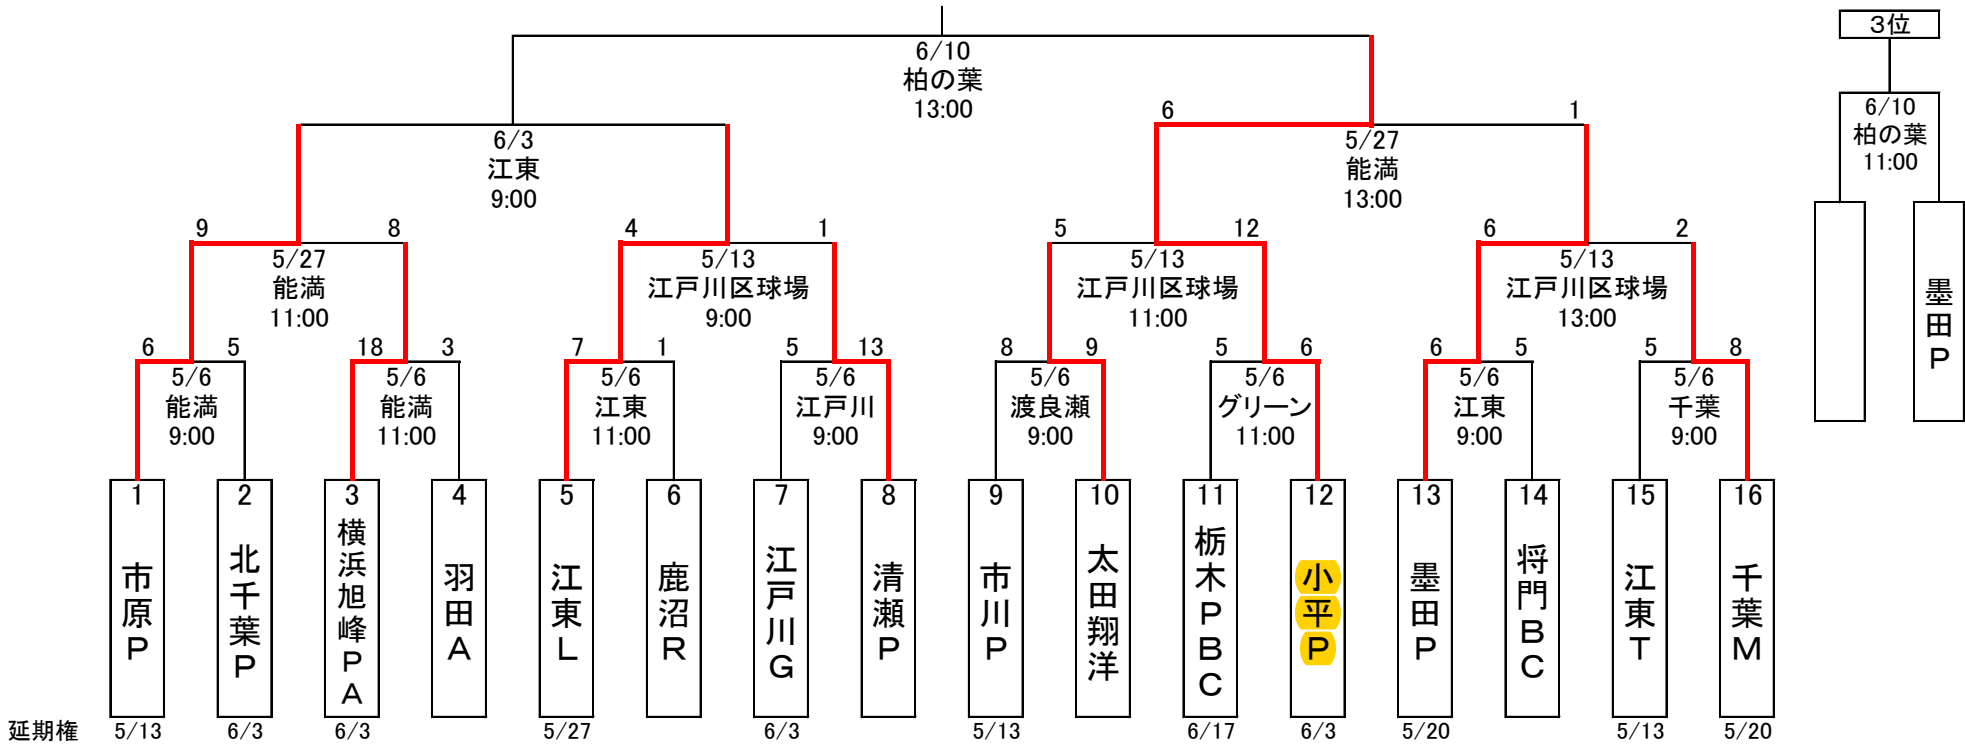 3位
6/10
柏の葉
13:00
6/10
柏の葉
11:00
6 1
6/3
江東
9:00
5/27
能満
13:00
9 8 4 1 5 12 6 2
5/27
能満
11:00
5/13
江戸川区球場
9:00
5/13
江戸川区球場
11:00
5/13
江戸川区球場
13:00
墨田P
6 5 18 3 7 1 5 13 8 9 5 6 6 5 5 8
5/6
能満
9:00
5/6
能満
11:00
5/6
江東
11:00
5/6
江戸川
9:00
5/6
渡良瀬
9:00
5/6
グリーン
11:00
5/6
江東
9:00
5/6
千葉
9:00
1 2 3 4 5 6 7 8 9 10 11 12 13 14 15 16
市原P
北千葉P
横浜旭峰PA
羽田A
江東L
鹿沼R
江戸川G
清瀬P
市川P
太田翔洋
栃木PBC
小平P
墨田P
将門BC
江東T
千葉M
延期権 5/13 6/3 6/3 5/27 6/3 5/13 6/17 6/3 5/20 5/13 5/20